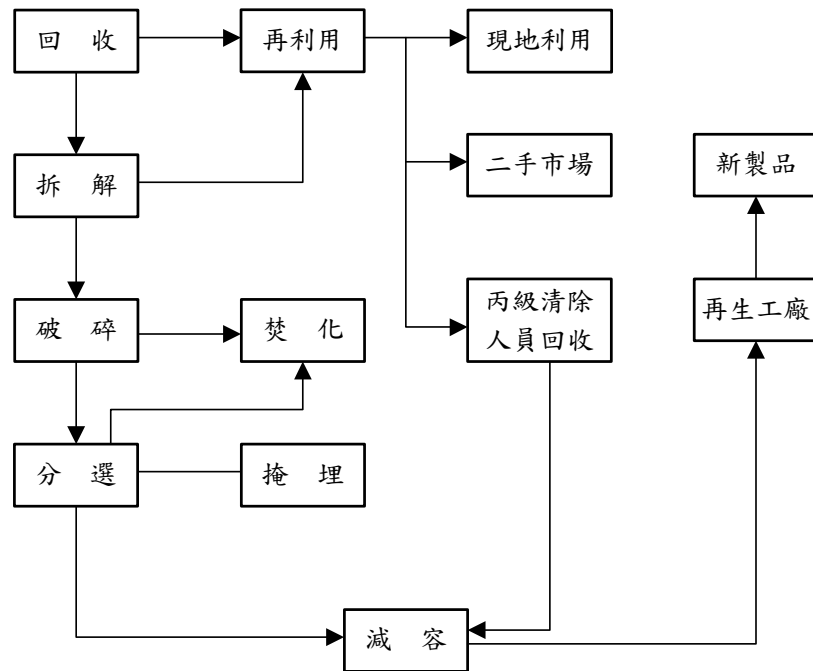 回 收
再利用
現地利用
拆 解
二手市場
新製品
破 碎
焚 化
丙級清除
人員回收
再生工廠
分 選
掩 埋
減 容